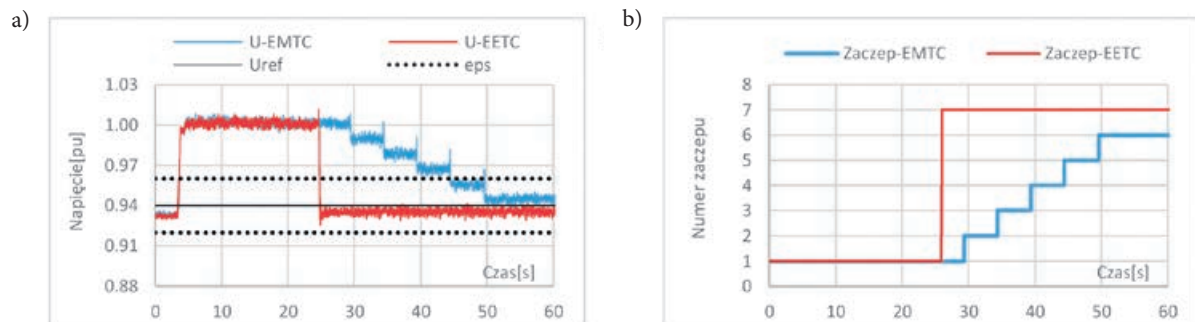 a)
U-EMTC
U-EETC
Uref
eps
Napięcie[pu]
1.03
1.00
0.97
0.94
0.91
0.88
Czas[s]
0 10 20 30 40 50 60
b)
Zaczep-EMTC
Zaczep-EETC
Numer zaczepu
8
7
6
5
4
3
2
1
0
Czas[s]
0 10 20 30 40 50 60